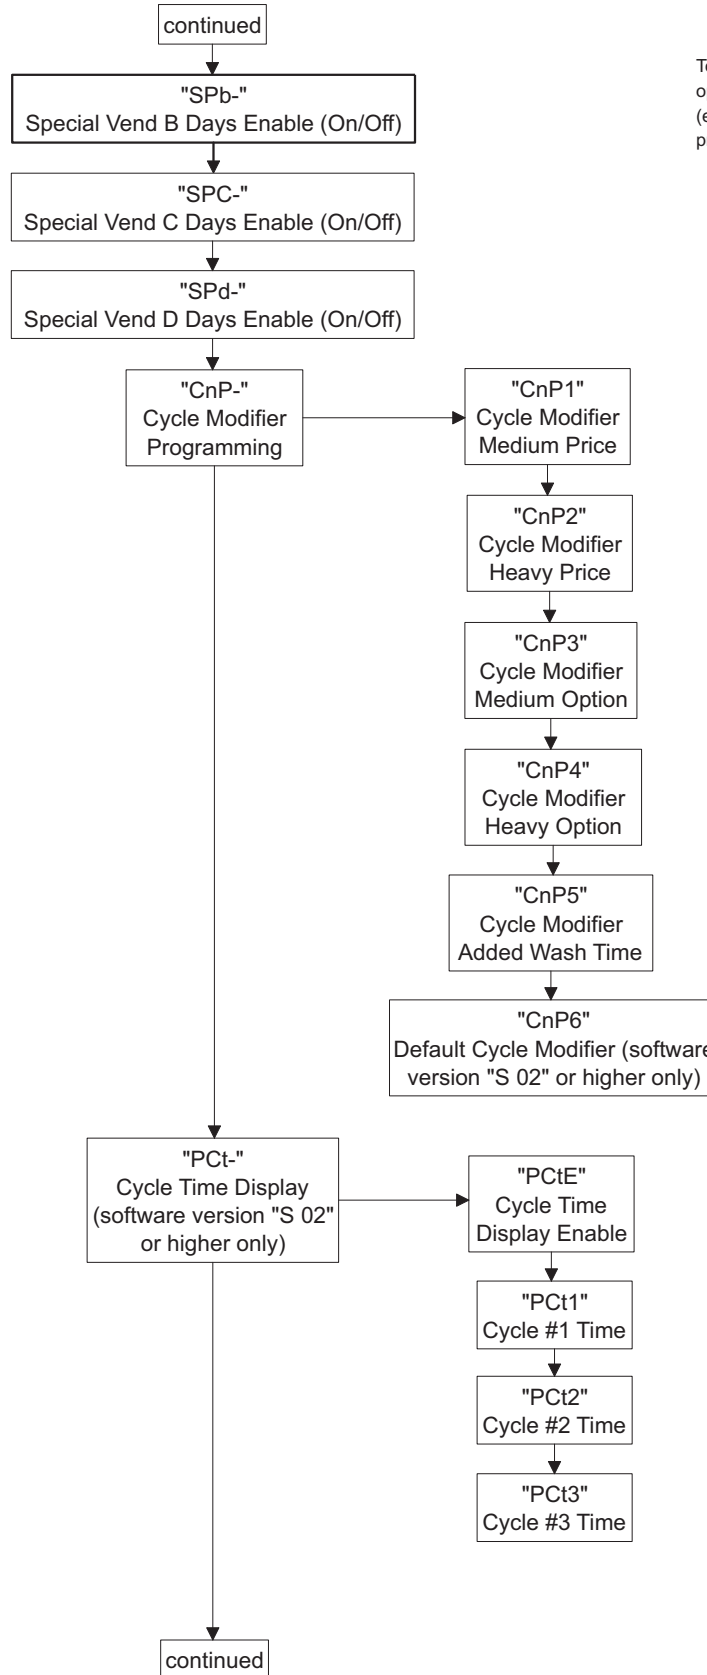 continued
"SPb-"
Special Vend B Days Enable (On/Off)
"SPC-"
Special Vend C Days Enable (On/Off)
"SPd-"
Special Vend D Days Enable (On/Off)
"CnP-"
Cycle Modifier
Programming
"CnP1"
Cycle Modifier
Medium Price
"CnP2"
Cycle Modifier
Heavy Price
"CnP3"
Cycle Modifier
Medium Option
"CnP4"
Cycle Modifier
Heavy Option
"CnP5"
Cycle Modifier
Added Wash Time
"CnP6"
Default Cycle Modifier (software
version "S 02" or higher only)
"PCt-"
Cycle Time Display
(software version "S 02"
or higher only)
"PCtE"
Cycle Time
Display Enable
"PCt1"
Cycle #1 Time
"PCt2"
Cycle #2 Time
"PCt3"
Cycle #3 Time
continued